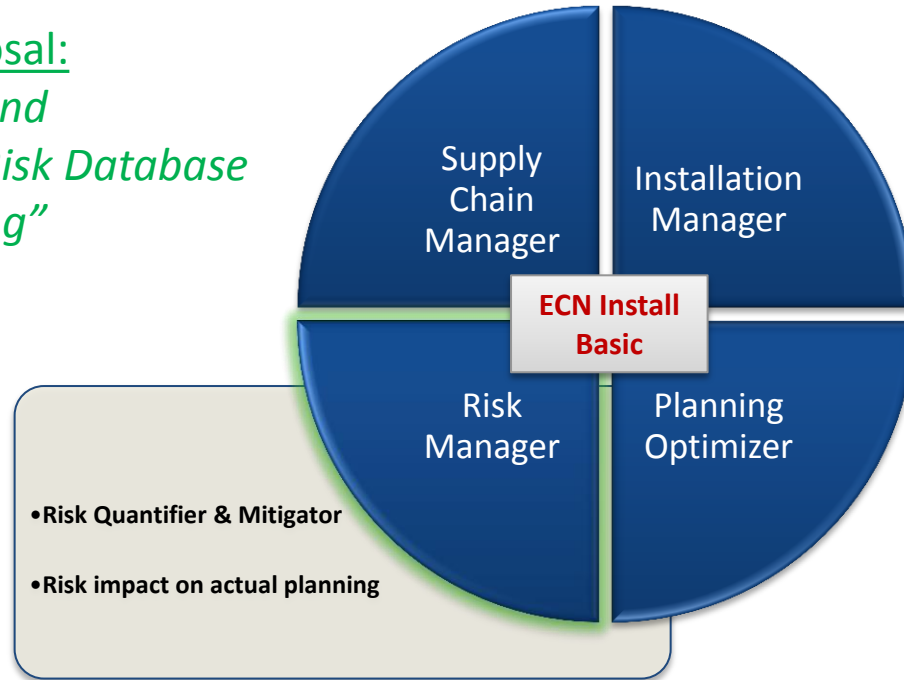 osal:
nd
isk Database
g”
Supply
Chain
Manager
Installation
Manager
ECN Install
Basic
Risk
Manager
Planning
Optimizer
•Risk Quantifier & Mitigator
•Risk impact on actual planning